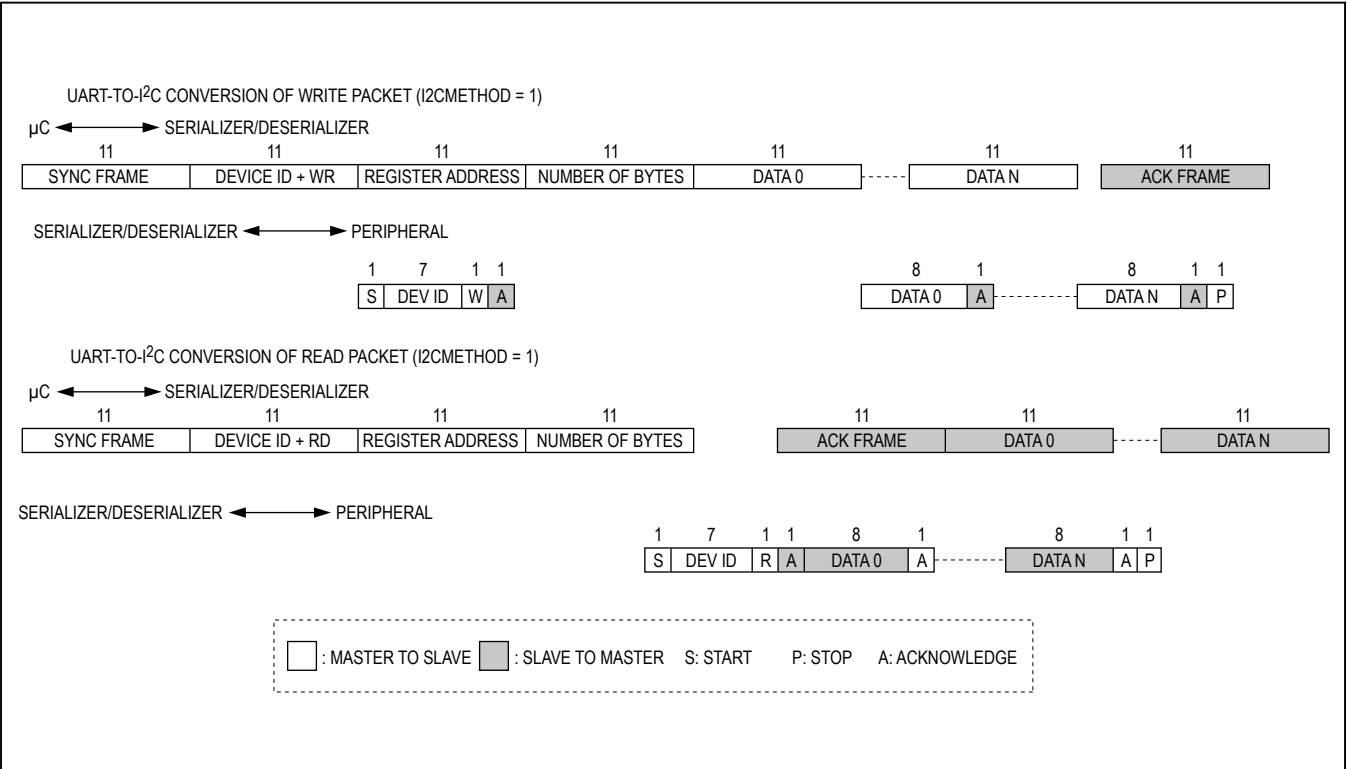 UART-TO-I2C CONVERSION OF WRITE PACKET (I2CMETHOD = 1)
µC SERIALIZER/DESERIALIZER
11 11 11 11 11 11 11
SYNC FRAME DEVICE ID + WR REGISTER ADDRESS NUMBER OF BYTES DATA 0 DATA N ACK FRAME
SERIALIZER/DESERIALIZER PERIPHERAL
1 7 1 1 8 1 8 1 1
S DEV ID W A DATA 0 A DATA N A P
UART-TO-I2C CONVERSION OF READ PACKET (I2CMETHOD = 1)
µC SERIALIZER/DESERIALIZER
11 11 11 11 11 11 11
SYNC FRAME DEVICE ID + RD REGISTER ADDRESS NUMBER OF BYTES ACK FRAME DATA 0 DATA N
SERIALIZER/DESERIALIZER PERIPHERAL
1 7 1 1 8 1 8 1 1
S DEV ID R A DATA 0 A DATA N A P
: MASTER TO SLAVE : SLAVE TO MASTER S: START P: STOP A: ACKNOWLEDGE